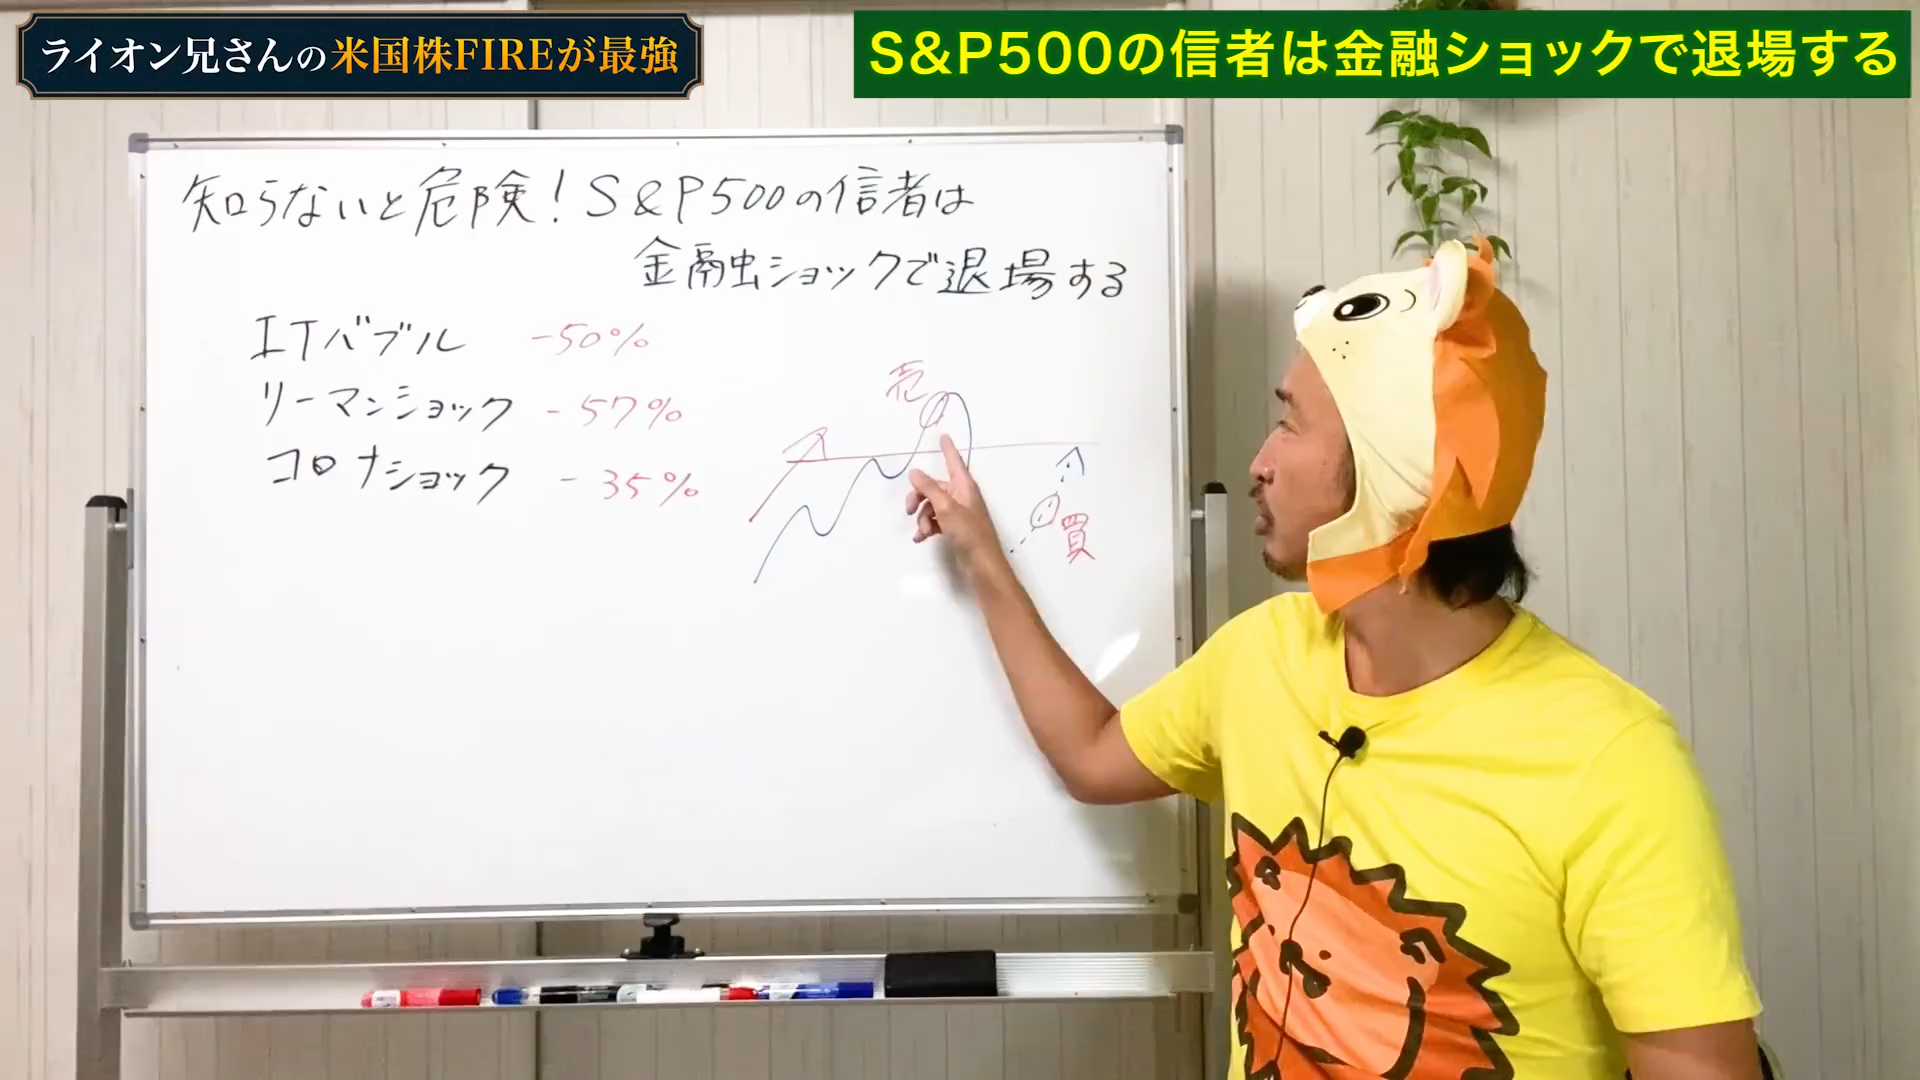 ライオン兄さんの米国株FIREが最強
S&P500の信者は金融ショックで退場する
知らないと危険!S&P500の信者は
金融ショックで退場する
ITバブル -50%
リーマンショック -57%
コロナショック -35%
売
買